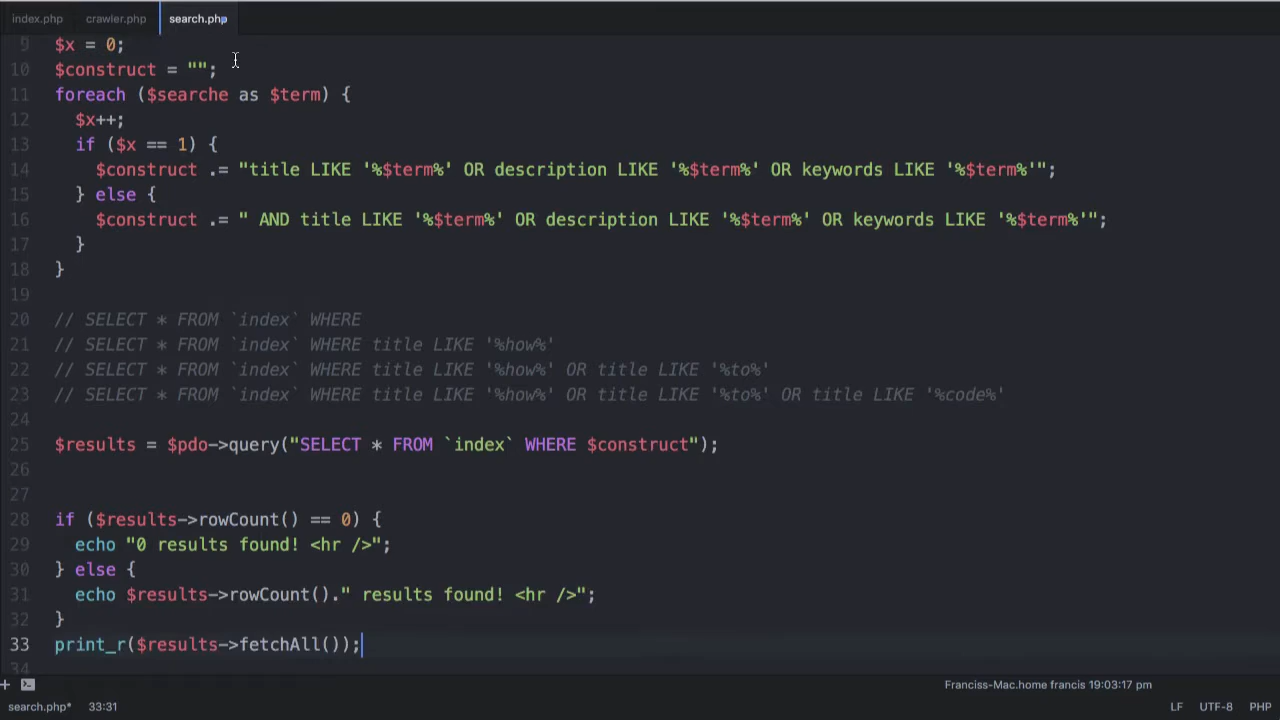 index.php crawler.php search.php
9 $x = 0;
10 $construct = "";
11 foreach ($searche as $term) {
12 $x++;
13 if ($x == 1) {
14 $construct .= "title LIKE '%$term%' OR description LIKE '%$term%' OR keywords LIKE '%$term%'";
15 } else {
16 $construct .= " AND title LIKE '%$term%' OR description LIKE '%$term%' OR keywords LIKE '%$term%'";
17 }
18 }
19
20 // SELECT * FROM `index` WHERE
21 // SELECT * FROM `index` WHERE title LIKE '%how%'
22 // SELECT * FROM `index` WHERE title LIKE '%how%' OR title LIKE '%to%'
23 // SELECT * FROM `index` WHERE title LIKE '%how%' OR title LIKE '%to%' OR title LIKE '%code%'
24
25 $results = $pdo->query("SELECT * FROM `index` WHERE $construct");
26
27
28 if ($results->rowCount() == 0) {
29 echo "0 results found! <hr />";
30 } else {
31 echo $results->rowCount()." results found! <hr />";
32 }
33 print_r($results->fetchAll());
34
+ Franciss-Mac.home francis 19:03:17 pm
search.php* 33:31 LF UTF-8 PHP